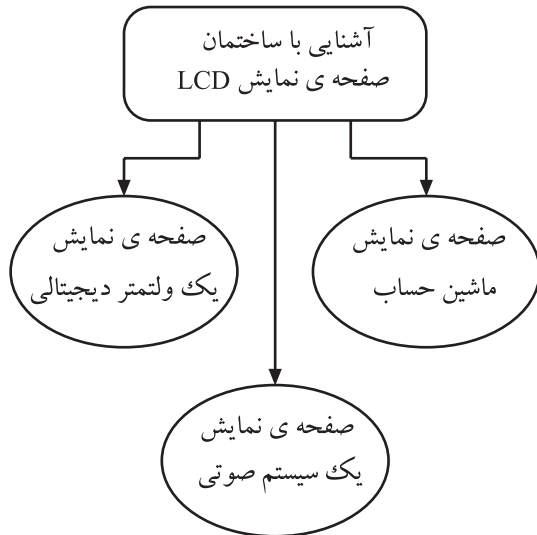 آشنایی با ساختمان
صفحه ی نمایش LCD
صفحه ی نمایش
ماشین حساب
صفحه ی نمایش
یک ولتمتر دیجیتالی
صفحه ی نمایش
یک سیستم صوتی